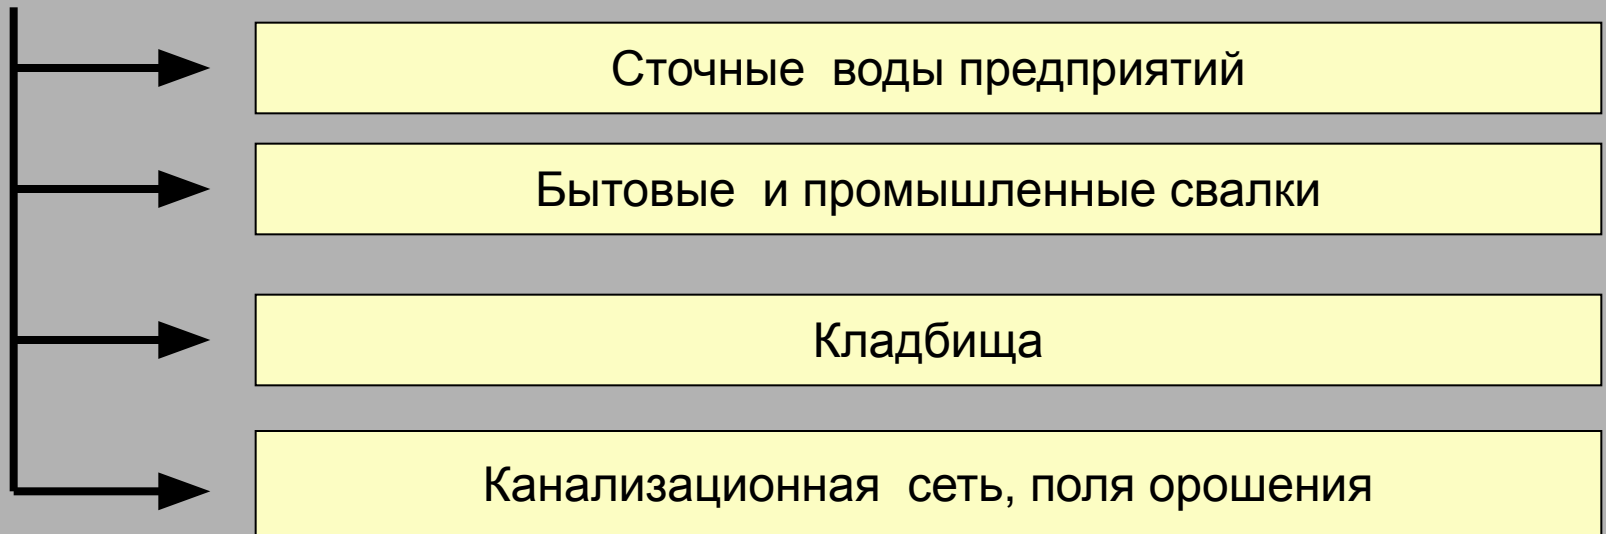 Сточные воды предприятий
Бытовые и промышленные свалки
Кладбища
Канализационная сеть, поля орошения